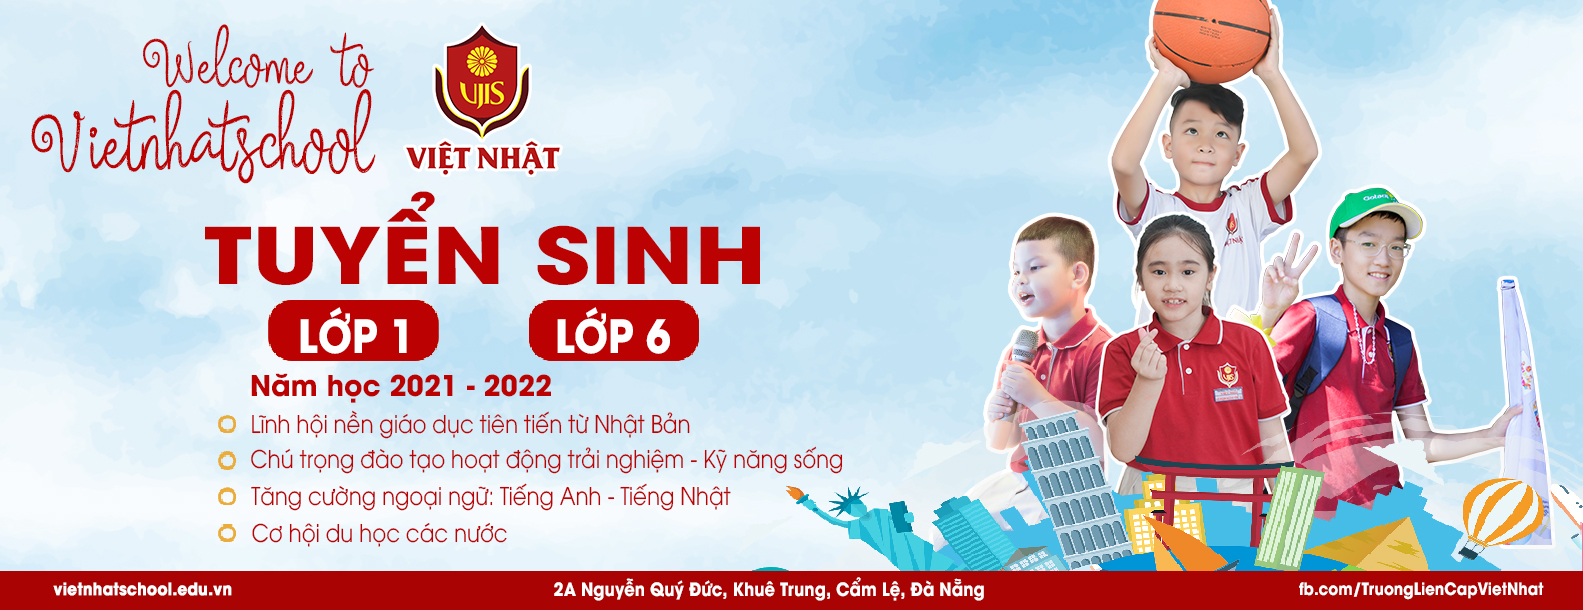 Welcome to
Vietnhatschool
VJIS
VIỆT NHẬT
TUYỂN SINH
LỚP 1
LỚP 6
Năm học 2021 - 2022
Lĩnh hội nền giáo dục tiên tiến từ Nhật Bản
Chú trọng đào tạo hoạt động trải nghiệm - Kỹ năng sống
Tăng cường ngoại ngữ: Tiếng Anh - Tiếng Nhật
Cơ hội du học các nước
VJIS
vietnhatschool.edu.vn
2A Nguyễn Quý Đức, Khuê Trung, Cẩm Lệ, Đà Nẵng
fb.com/TruongLienCapVietNhat